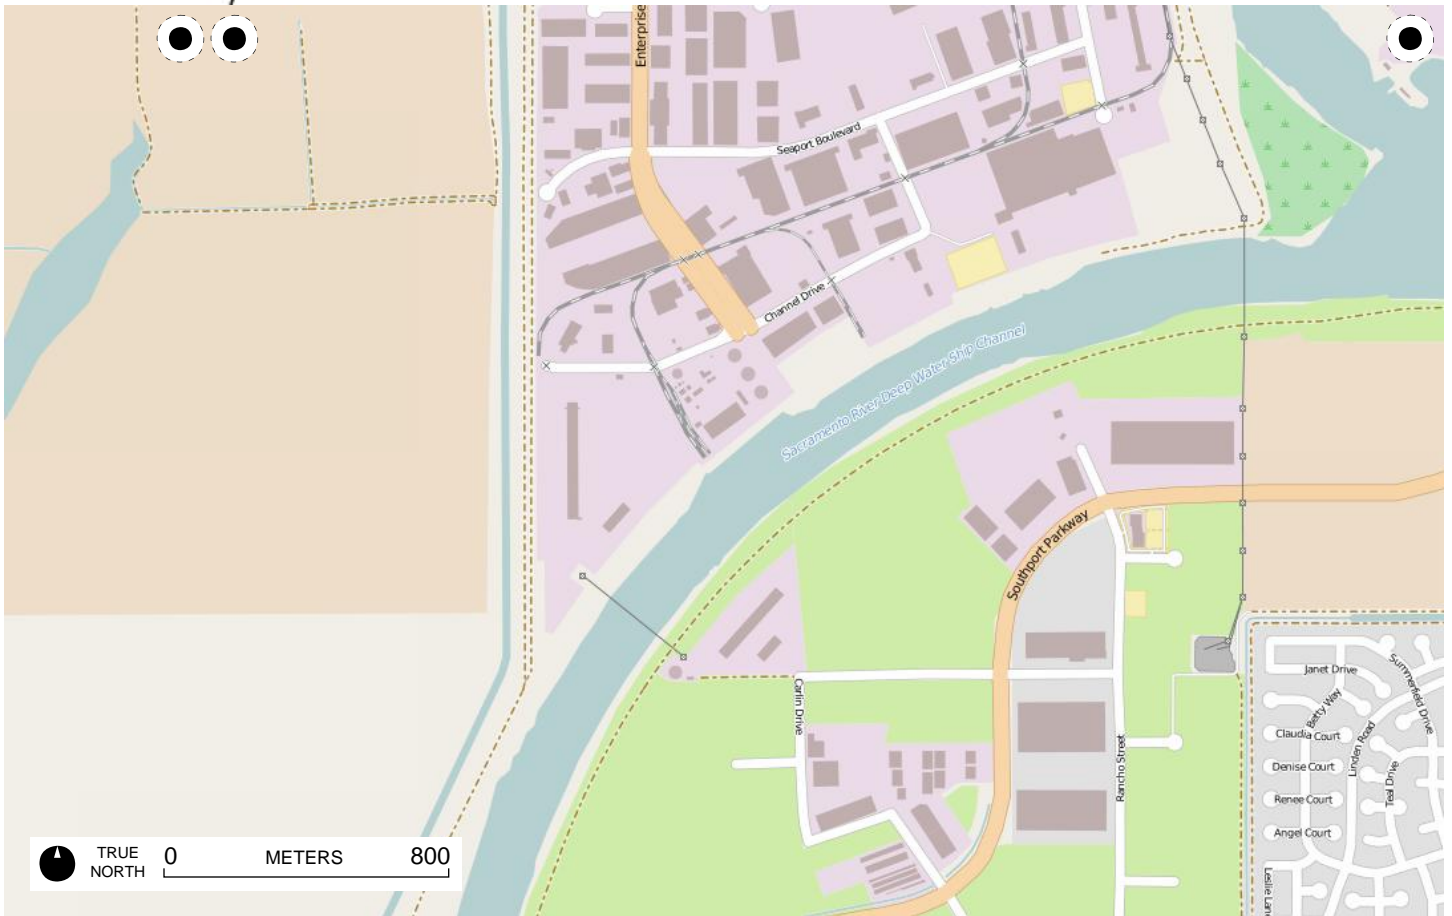 Enterprise
Seaport Boulevard
Channel Drive
Sacramento River Deep Water Ship Channel
Southport Parkway
Janet Drive
Summerfield Drive
Betty Way
Claudia Court
Linden Road
Carlin Drive
Rancho Street
Denise Court
Teal Drive
Renee Court
Angel Court
TRUE
NORTH
0 METERS 800
Leslie Lane